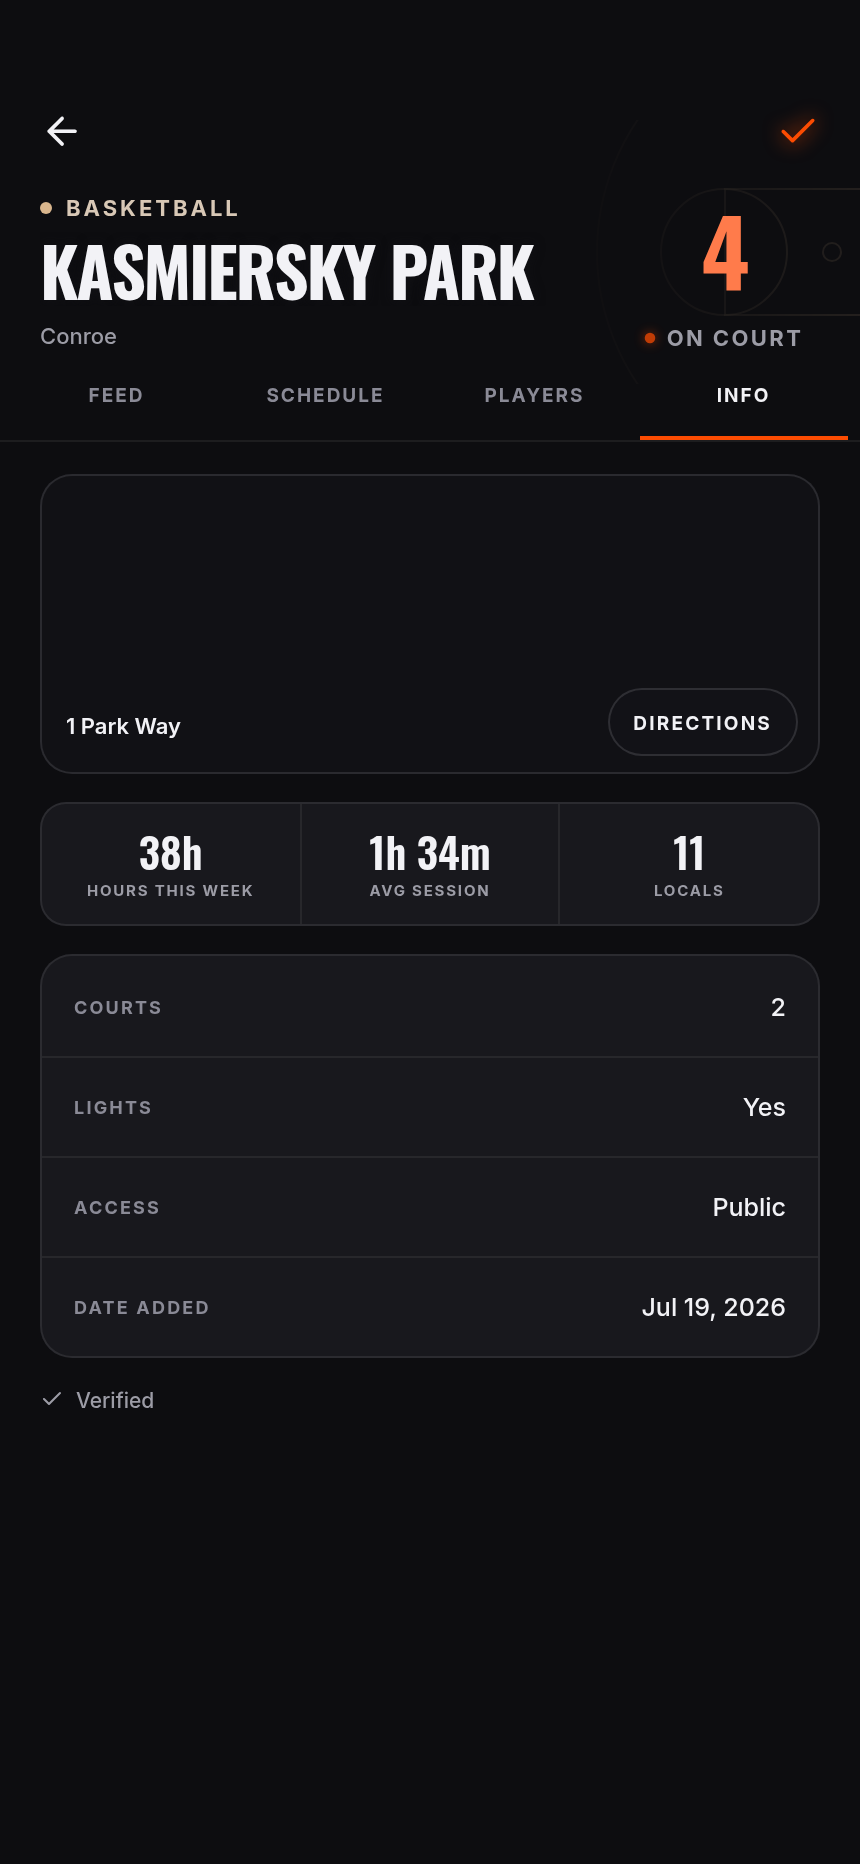 BASKETBALL
KASMIERSKY PARK
Conroe
4
ON COURT
FEED SCHEDULE PLAYERS INFO
1 Park Way
DIRECTIONS
38h 1h 34m 11
HOURS THIS WEEK AVG SESSION LOCALS
COURTS 2
LIGHTS Yes
ACCESS Public
DATE ADDED Jul 19, 2026
Verified